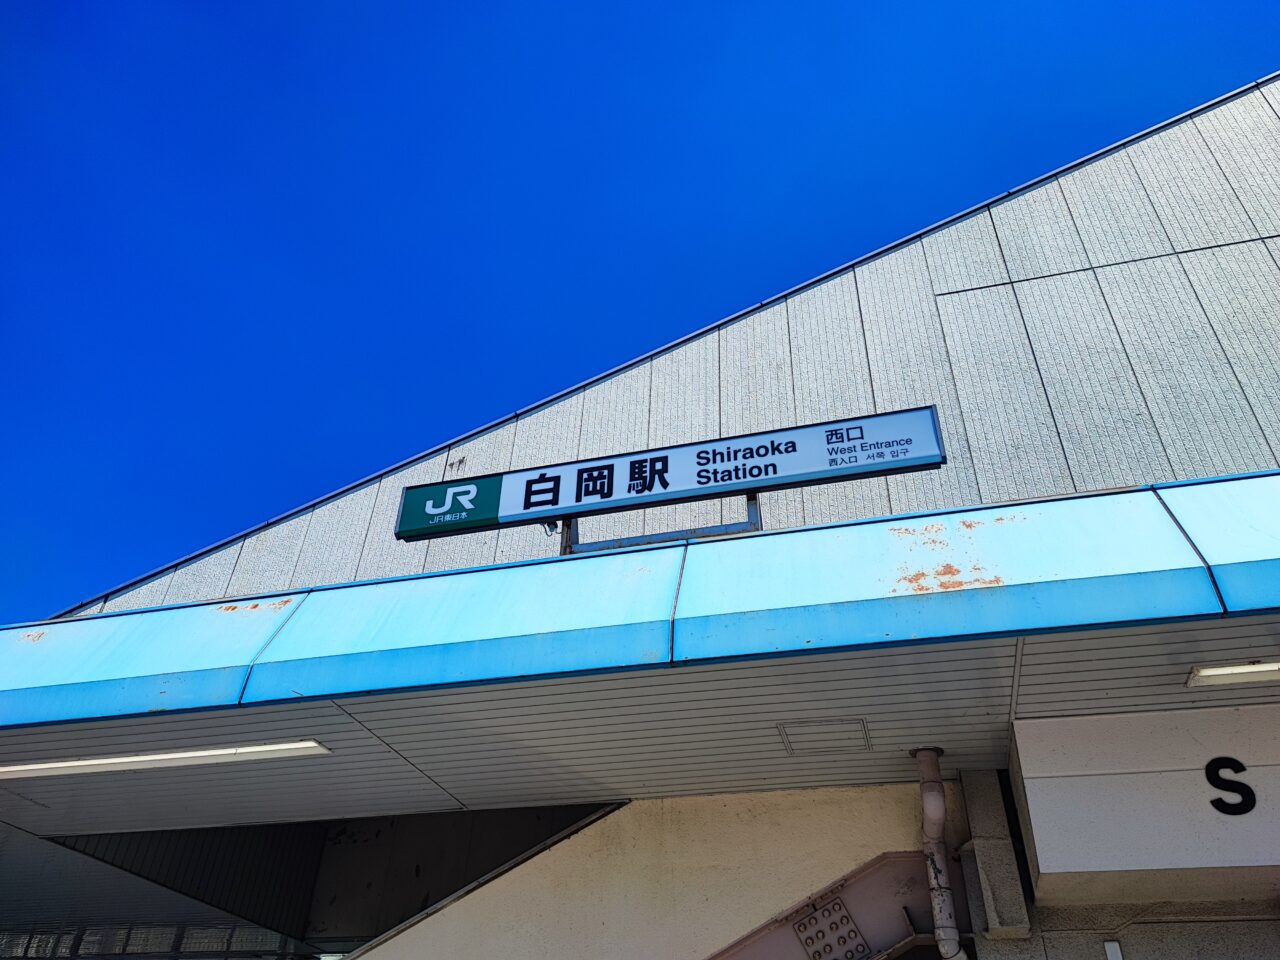 JR
JR東日本
白岡駅
Shiraoka
Station
西口
West Entrance
西入口 서쪽 입구
S